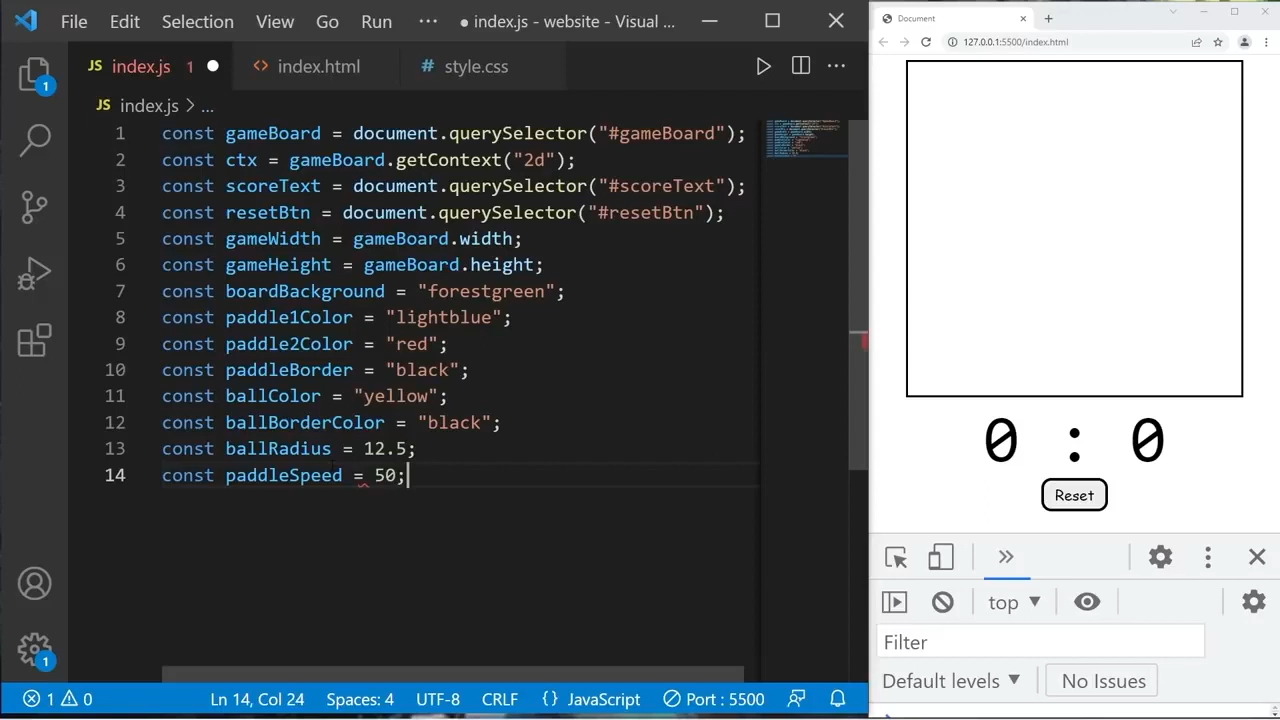 File Edit Selection View Go Run ··· ● index.js - website - Visual ...
JS index.js 1 ● <> index.html # style.css ···
JS index.js > ...
1 const gameBoard = document.querySelector("#gameBoard");
2 const ctx = gameBoard.getContext("2d");
3 const scoreText = document.querySelector("#scoreText");
4 const resetBtn = document.querySelector("#resetBtn");
5 const gameWidth = gameBoard.width;
6 const gameHeight = gameBoard.height;
7 const boardBackground = "forestgreen";
8 const paddle1Color = "lightblue";
9 const paddle2Color = "red";
10 const paddleBorder = "black";
11 const ballColor = "yellow";
12 const ballBorderColor = "black";
13 const ballRadius = 12.5;
14 const paddleSpeed = 50;
1
1
1 0 Ln 14, Col 24 Spaces: 4 UTF-8 CRLF {} JavaScript Port : 5500
Document
127.0.0.1:5500/index.html
0 : 0
Reset
top
Filter
Default levels No Issues